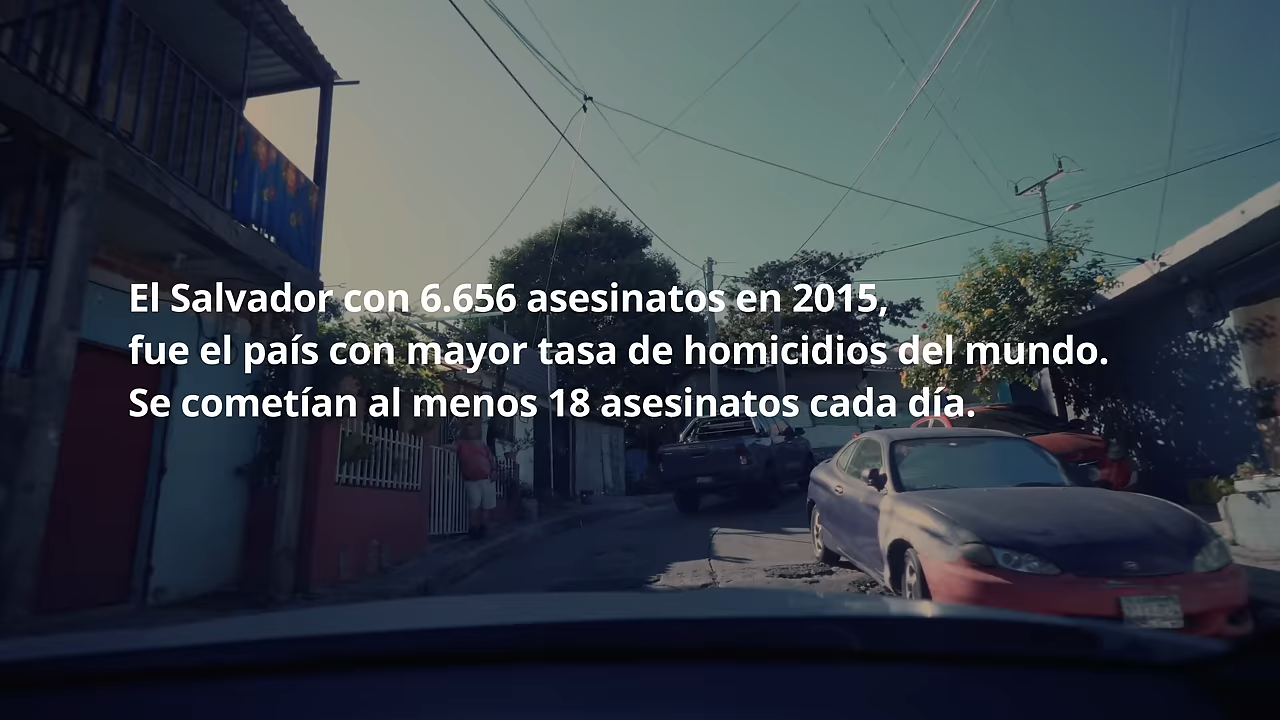 El Salvador con 6.656 asesinatos en 2015,
fue el país con mayor tasa de homicidios del mundo.
Se cometían al menos 18 asesinatos cada día.